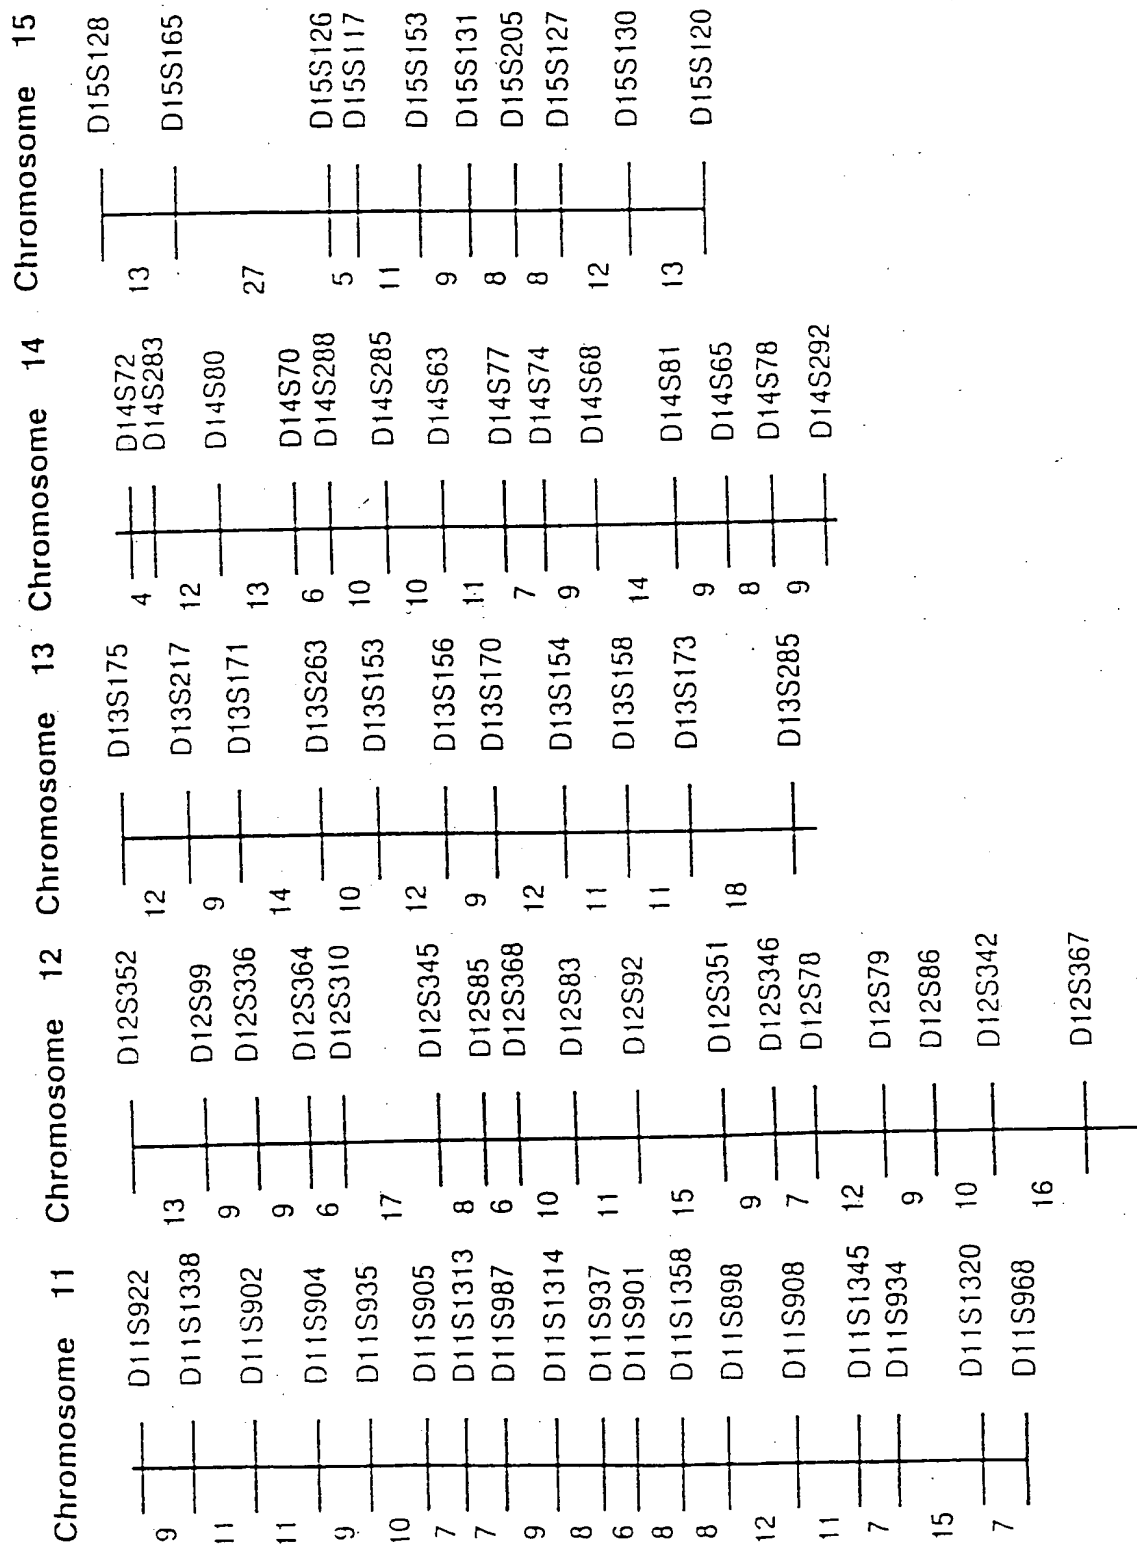 Chromosome 11
D11S922
9
D11S1338
11
D11S902
11
D11S904
9
D11S935
10
D11S905
7
D11S1313
7
D11S987
9
D11S1314
8
D11S937
6
D11S901
8
D11S1358
8
D11S898
12
D11S908
11
D11S1345
7
D11S934
15
D11S1320
7
D11S968
Chromosome 12
D12S352
13
D12S99
9
D12S336
9
D12S364
6
D12S310
17
D12S345
8
D12S85
6
D12S368
10
D12S83
11
D12S92
15
D12S351
9
D12S346
7
D12S78
12
D12S79
9
D12S86
10
D12S342
16
D12S367
Chromosome 13
D13S175
12
D13S217
9
D13S171
14
D13S263
10
D13S153
12
D13S156
9
D13S170
12
D13S154
11
D13S158
11
D13S173
18
D13S285
Chromosome 14
D14S72
4
D14S283
12
D14S80
13
D14S70
6
D14S288
10
D14S285
10
D14S63
11
D14S77
7
D14S74
9
D14S68
14
D14S81
9
D14S65
8
D14S78
9
D14S292
Chromosome 15
D15S128
13
D15S165
27
D15S126
5
D15S117
11
D15S153
9
D15S131
8
D15S205
8
D15S127
12
D15S130
13
D15S120